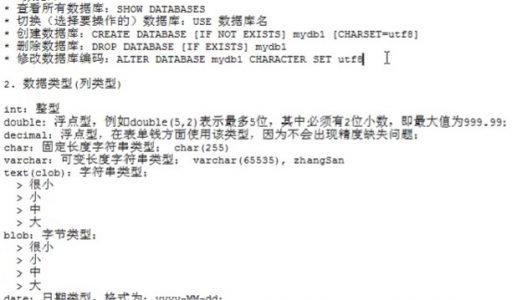 * 查看所有数据库：SHOW DATABASES
* 切换（选择要操作的）数据库：USE 数据库名
* 创建数据库：CREATE DATABASE [IF NOT EXISTS] mydb1 [CHARSET=utf8]
* 删除数据库：DROP DATABASE [IF EXISTS] mydb1
* 修改数据库编码：ALTER DATABASE mydb1 CHARACTER SET utf8
2. 数据类型(列类型)
int：整型
double：浮点型，例如double(5,2)表示最多5位，其中必须有2位小数，即最大值为999.99；
decimal：浮点型，在表单钱方面使用该类型，因为不会出现精度缺失问题；
char：固定长度字符串类型； char(255)
varchar：可变长度字符串类型； varchar(65535), zhangSan
text(clob)：字符串类型；
> 很小
> 小
> 中
> 大
blob：字节类型；
> 很小
> 小
> 中
> 大
date：日期类型，格式为：yyyy-MM-dd；